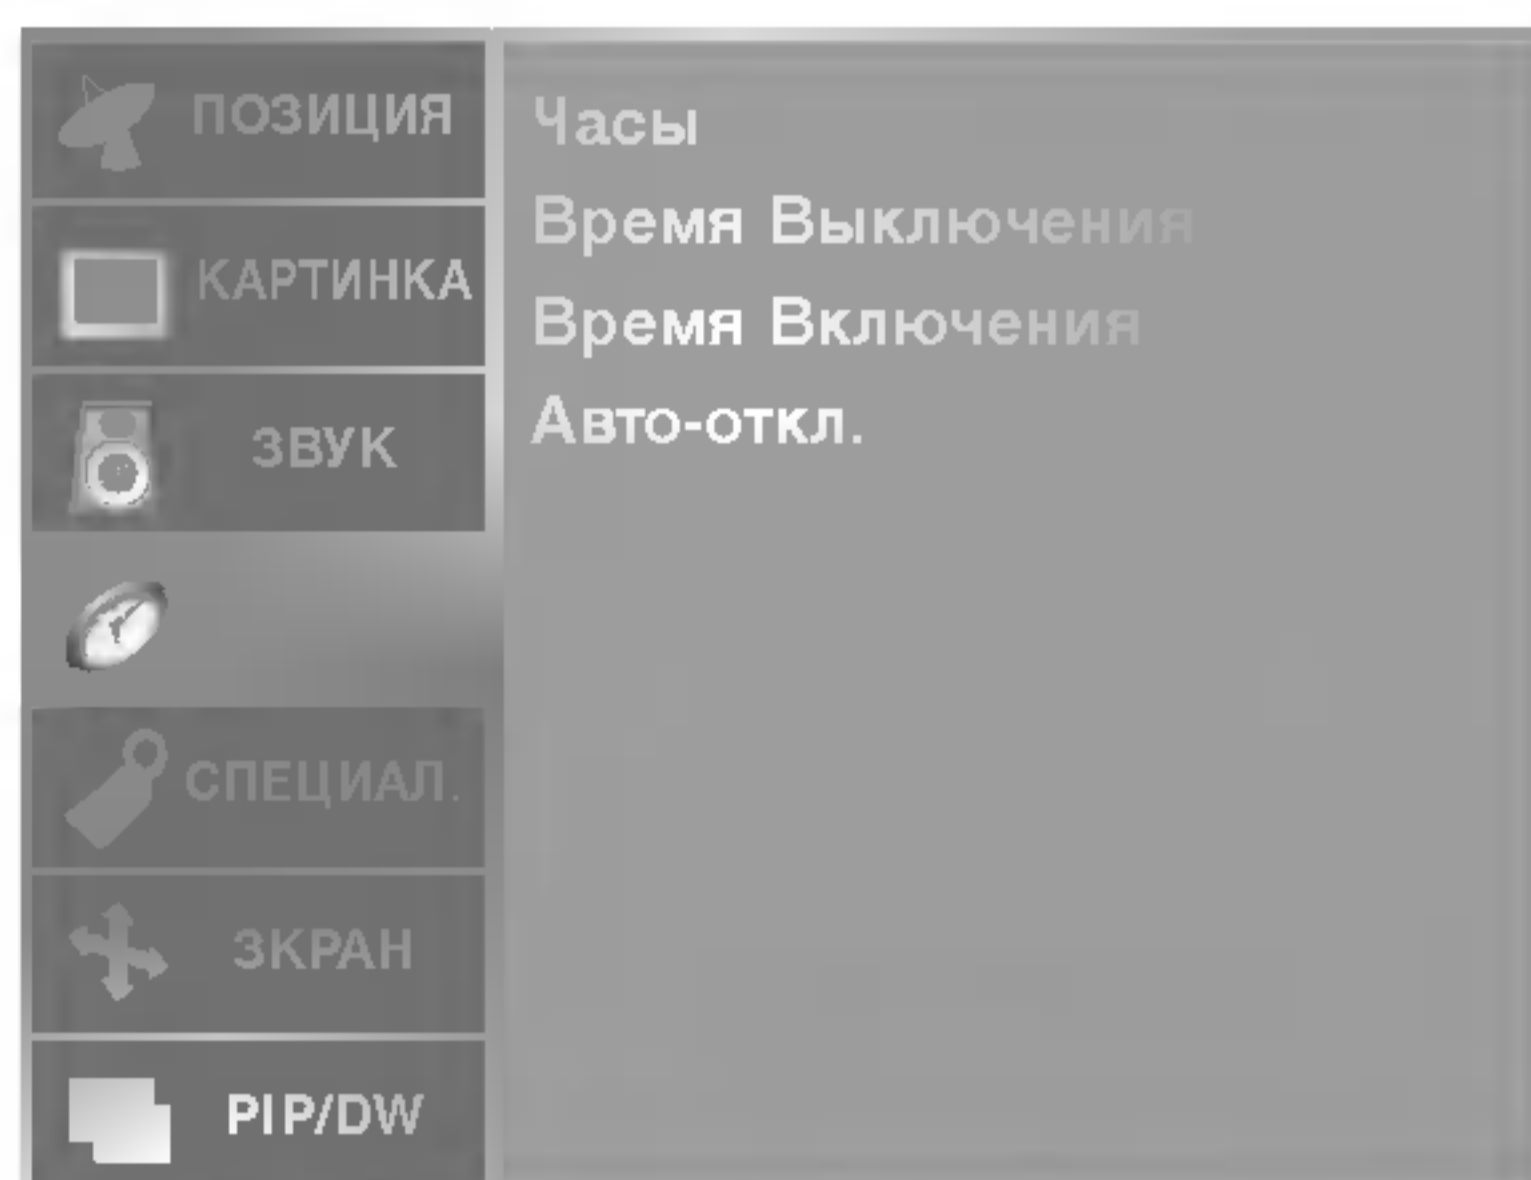 ПОЗИЦИЯ
КАРТИНКА
ЗВУК
СПЕЦИАЛ.
ЗКРАН
PIP/DW
Часы
Время Выключения
Время Включения
Авто-откл.